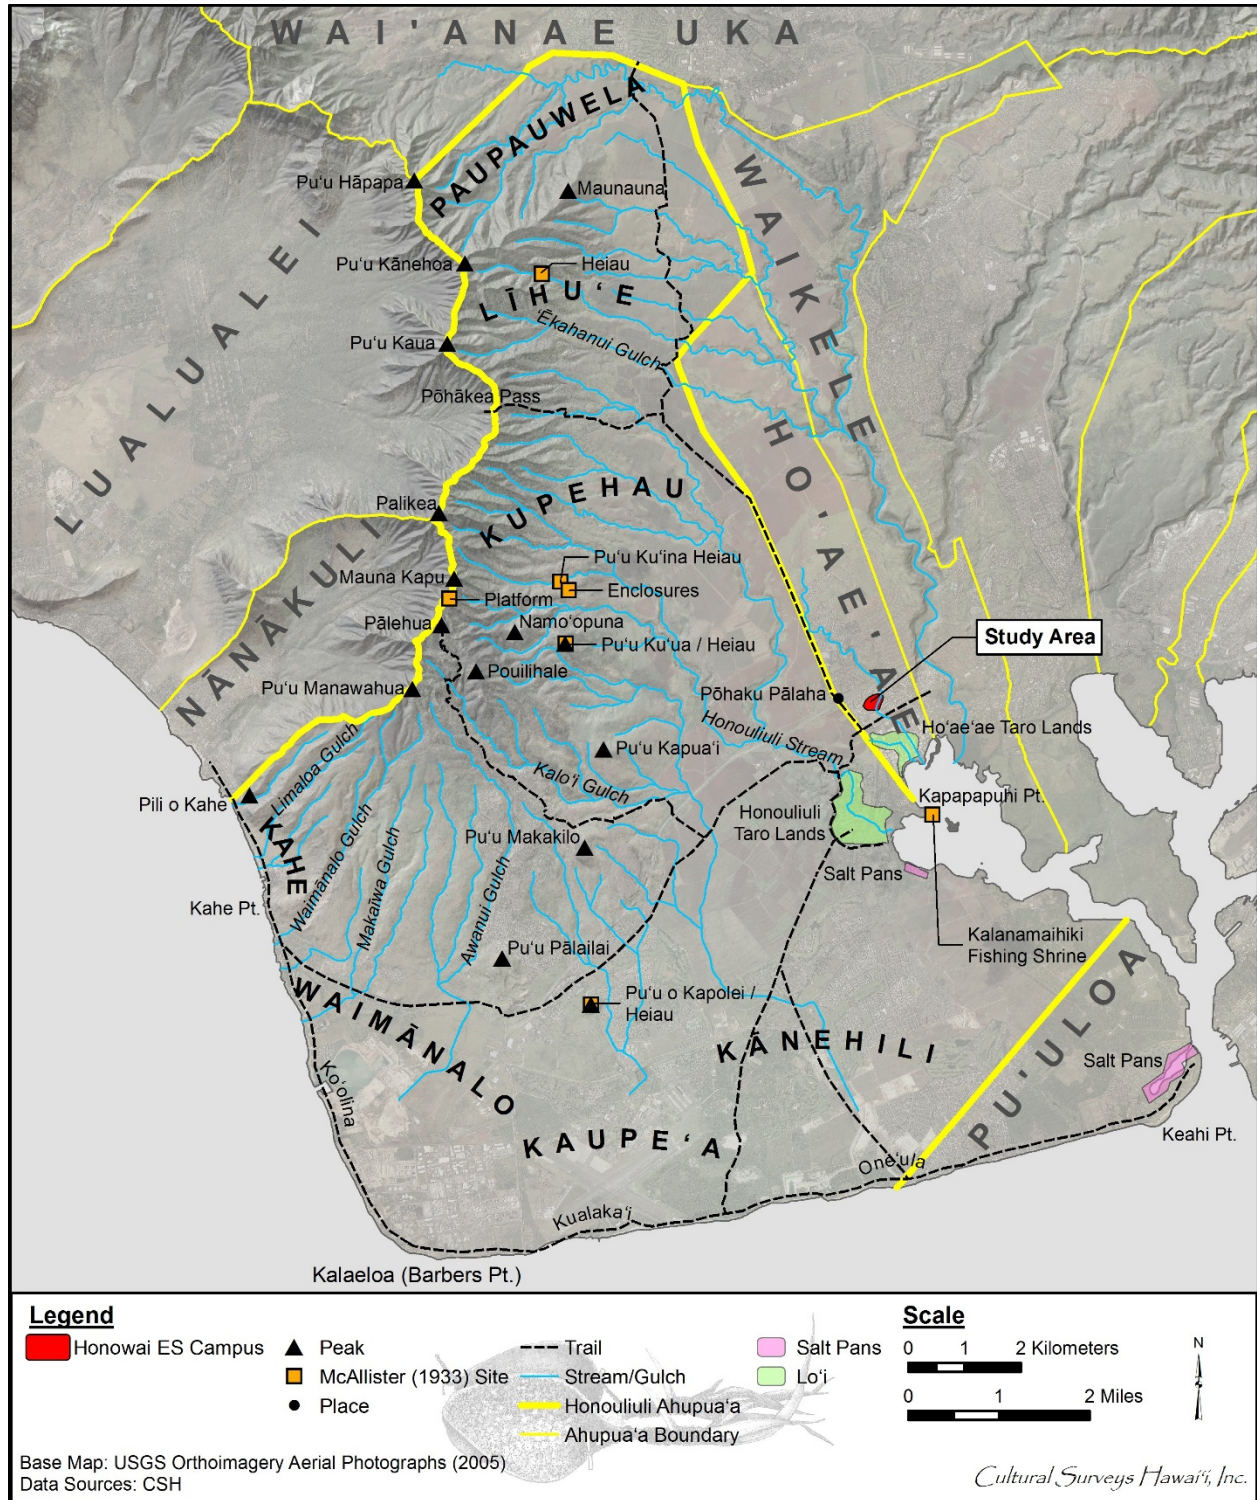 WAI'ANAE UKA
PAUPAUWELA
Pu'u Hāpapa
Maunauna
WAIKELE
LUALUALEI
Pu'u Kānehoa
Heiau
LĪHU'E
'Ēkahanui Gulch
Pu'u Kaua
Pōhākea Pass
HO'AE'AE
KUPEHAU
Palikea
NĀNĀKULI
Pu'u Ku'ina Heiau
Mauna Kapu
Enclosures
Platform
Namo'opuna
Pālehua
Study Area
Pu'u Ku'ua / Heiau
Pouilihale
Pu'u Manawahua
Pōhaku Pālaha
Honouliuli Stream
Ho'ae'ae Taro Lands
Pu'u Kapua'i
Limaloa Gulch
Kalo'i Gulch
Pili o Kahe
Kapapapuhi Pt.
KAHE
Honouliuli
Taro Lands
Pu'u Makakilo
Waimānalo Gulch
Makaīwa Gulch
Awanui Gulch
Salt Pans
Kahe Pt.
Kalanamaihiki
Fishing Shrine
Pu'u Pālailai
Pu'u o Kapolei /
Heiau
WAIMĀNALO
KĀNEHILI
PU'ULOA
Salt Pans
Ko'olina
KAUPE'A
Keahi Pt.
One'ula
Kualaka'i
Kalaeloa (Barbers Pt.)
Legend
Honowai ES Campus
Peak
McAllister (1933) Site
Place
Trail
Stream/Gulch
Honouliuli Ahupua'a
Ahupua'a Boundary
Salt Pans
Lo'i
Scale
0 1 2 Kilometers
0 1 2 Miles
N
Base Map: USGS Orthoimagery Aerial Photographs (2005)
Data Sources: CSH
Cultural Surveys Hawai'i, Inc.